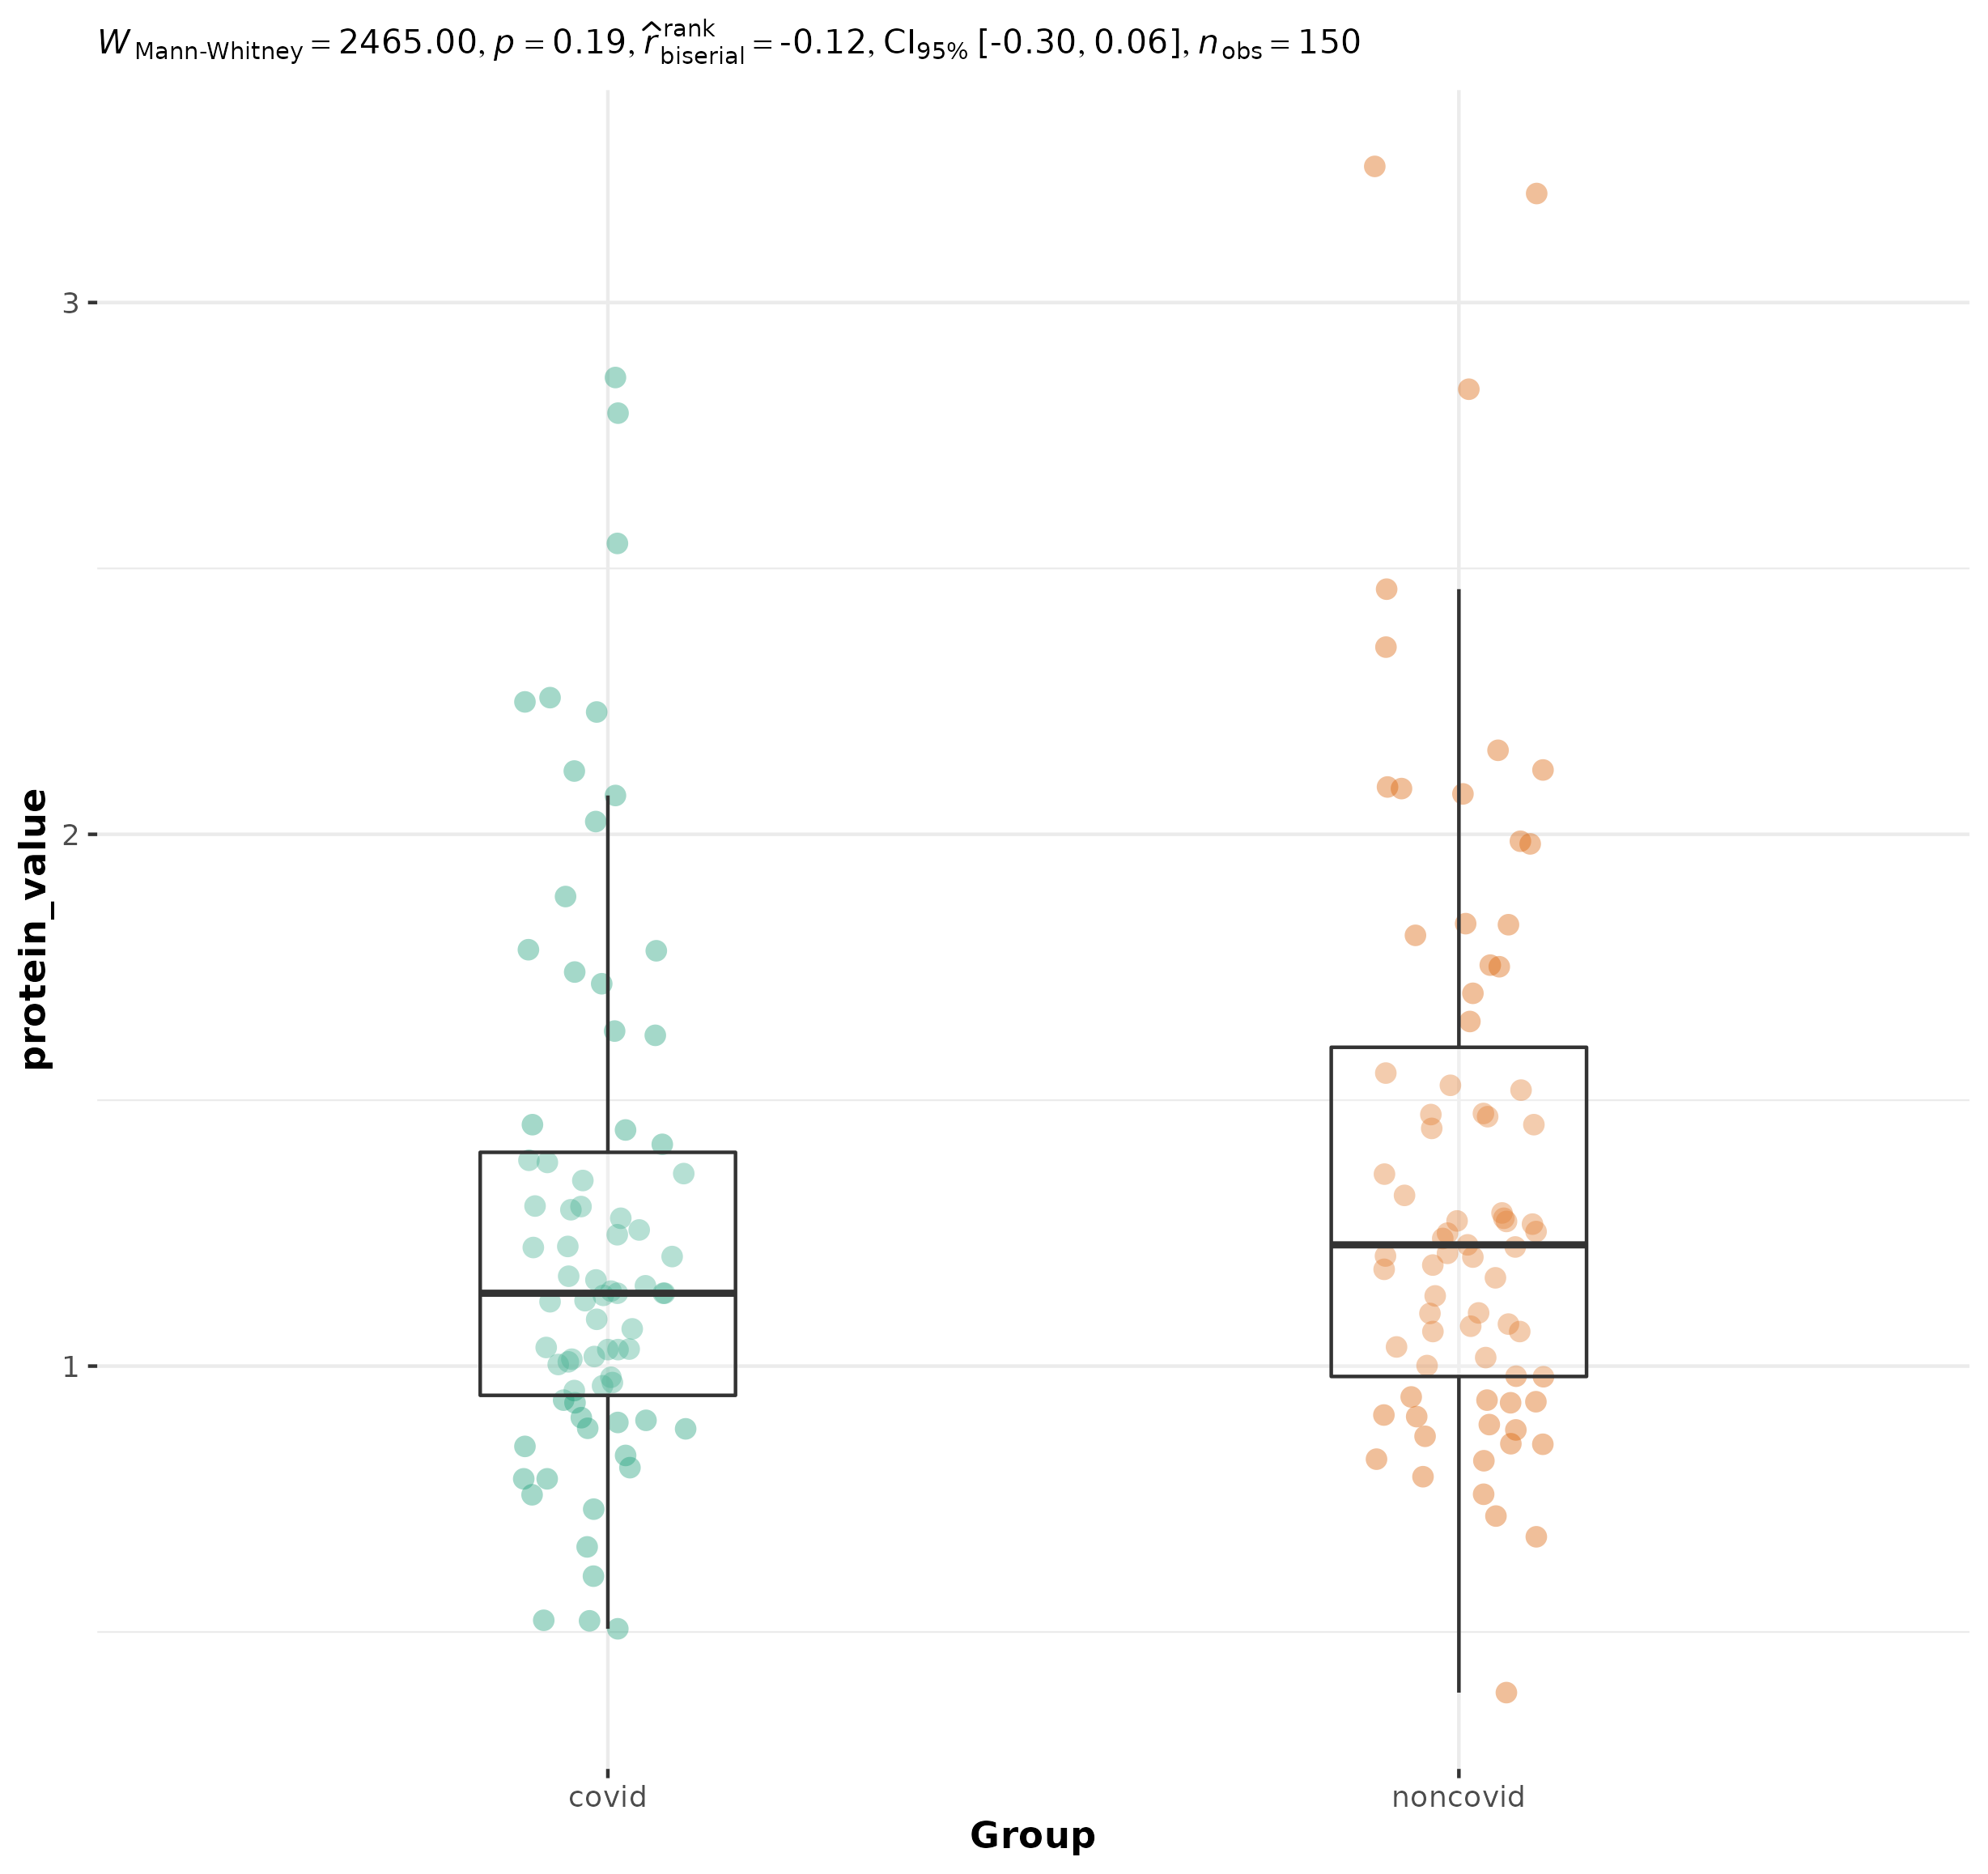 W Mann-Whitney = 2465.00, p = 0.19, r̂ rank biserial = -0.12, CI95% [-0.30, 0.06], nobs = 150
3
2
1
protein_value
covid noncovid
Group